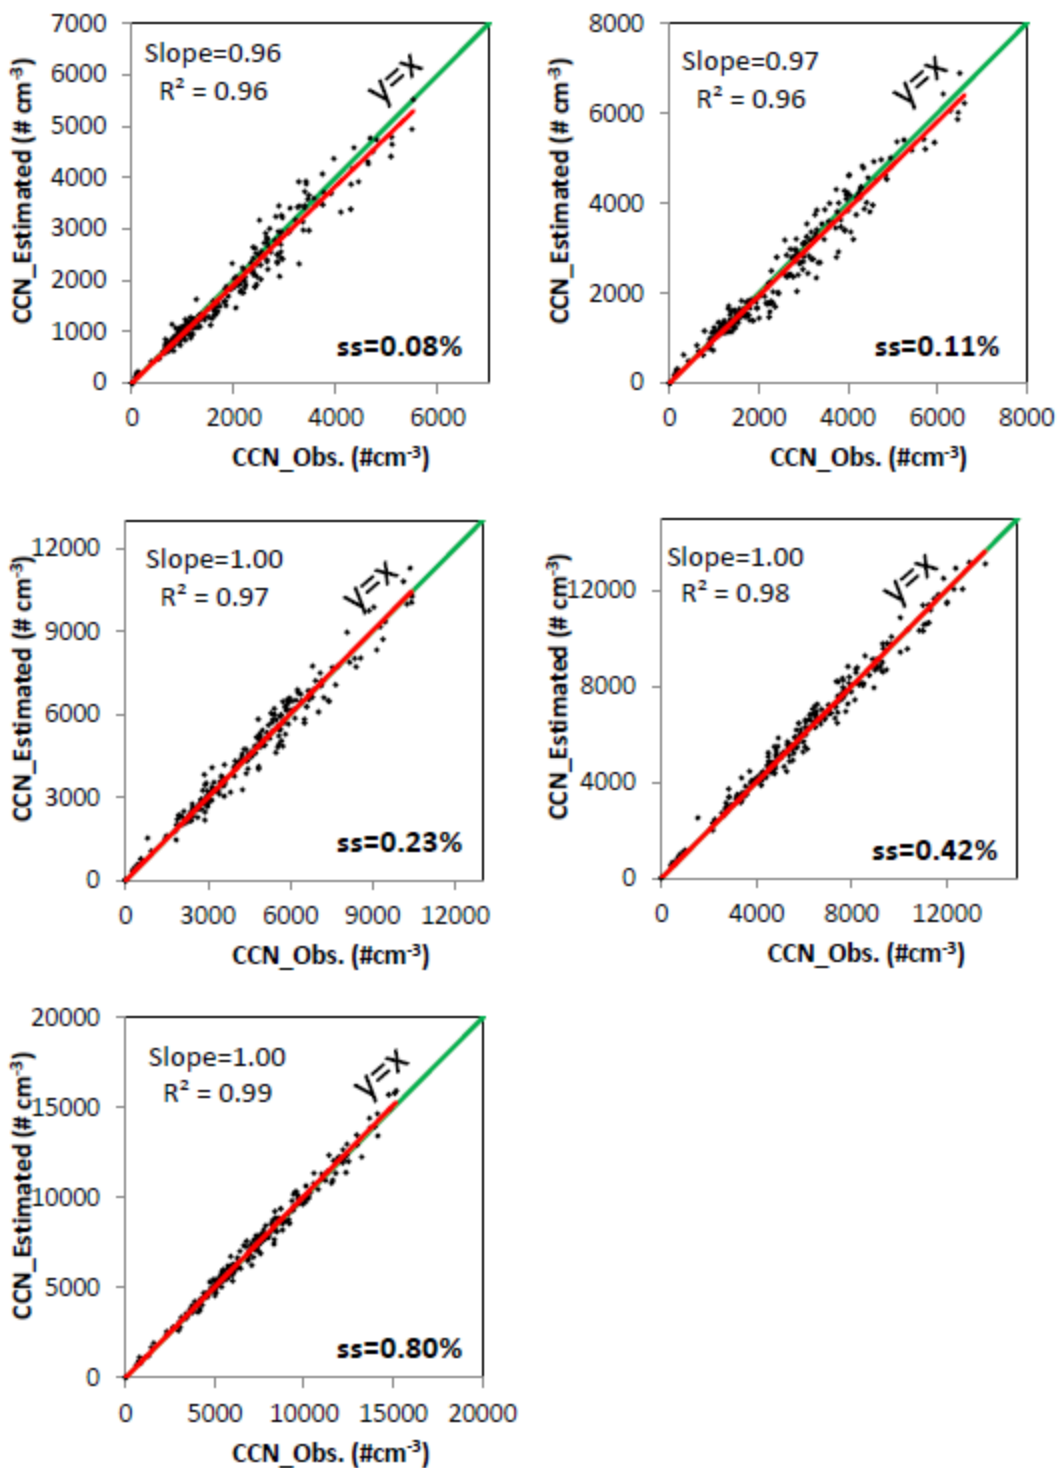 7000
6000
5000
4000
3000
2000
1000
0
CCN_Estimated (# cm⁻³)
Slope=0.96
R² = 0.96
Y=X
ss=0.08%
0 2000 4000 6000
CCN_Obs. (#cm⁻³)
8000
6000
4000
2000
0
CCN_Estimated (# cm⁻³)
Slope=0.97
R² = 0.96
Y=X
ss=0.11%
0 2000 4000 6000 8000
CCN_Obs. (#cm⁻³)
12000
9000
6000
3000
0
CCN_Estimated (# cm⁻³)
Slope=1.00
R² = 0.97
Y=X
ss=0.23%
0 3000 6000 9000 12000
CCN_Obs. (#cm⁻³)
12000
8000
4000
0
CCN_Estimated (# cm⁻³)
Slope=1.00
R² = 0.98
Y=X
ss=0.42%
0 4000 8000 12000
CCN_Obs. (#cm⁻³)
20000
15000
10000
5000
0
CCN_Estimated (# cm⁻³)
Slope=1.00
R² = 0.99
Y=X
ss=0.80%
0 5000 10000 15000 20000
CCN_Obs. (#cm⁻³)